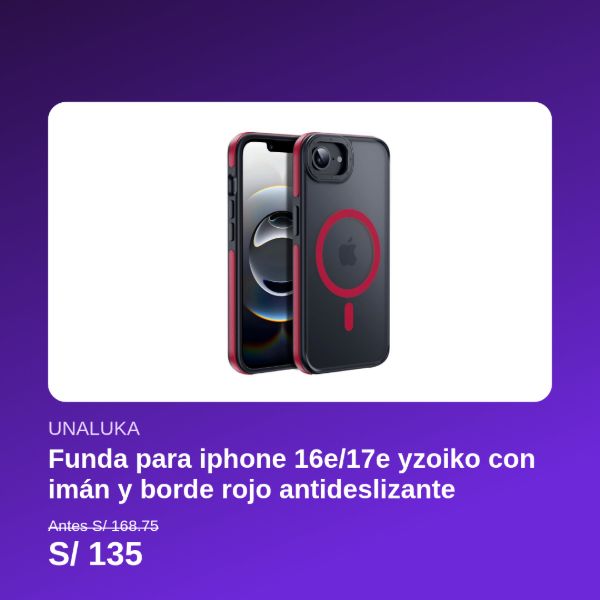 UNALUKA
Funda para iphone 16e/17e yzoiko con
imán y borde rojo antideslizante
Antes S/ 168.75
S/ 135